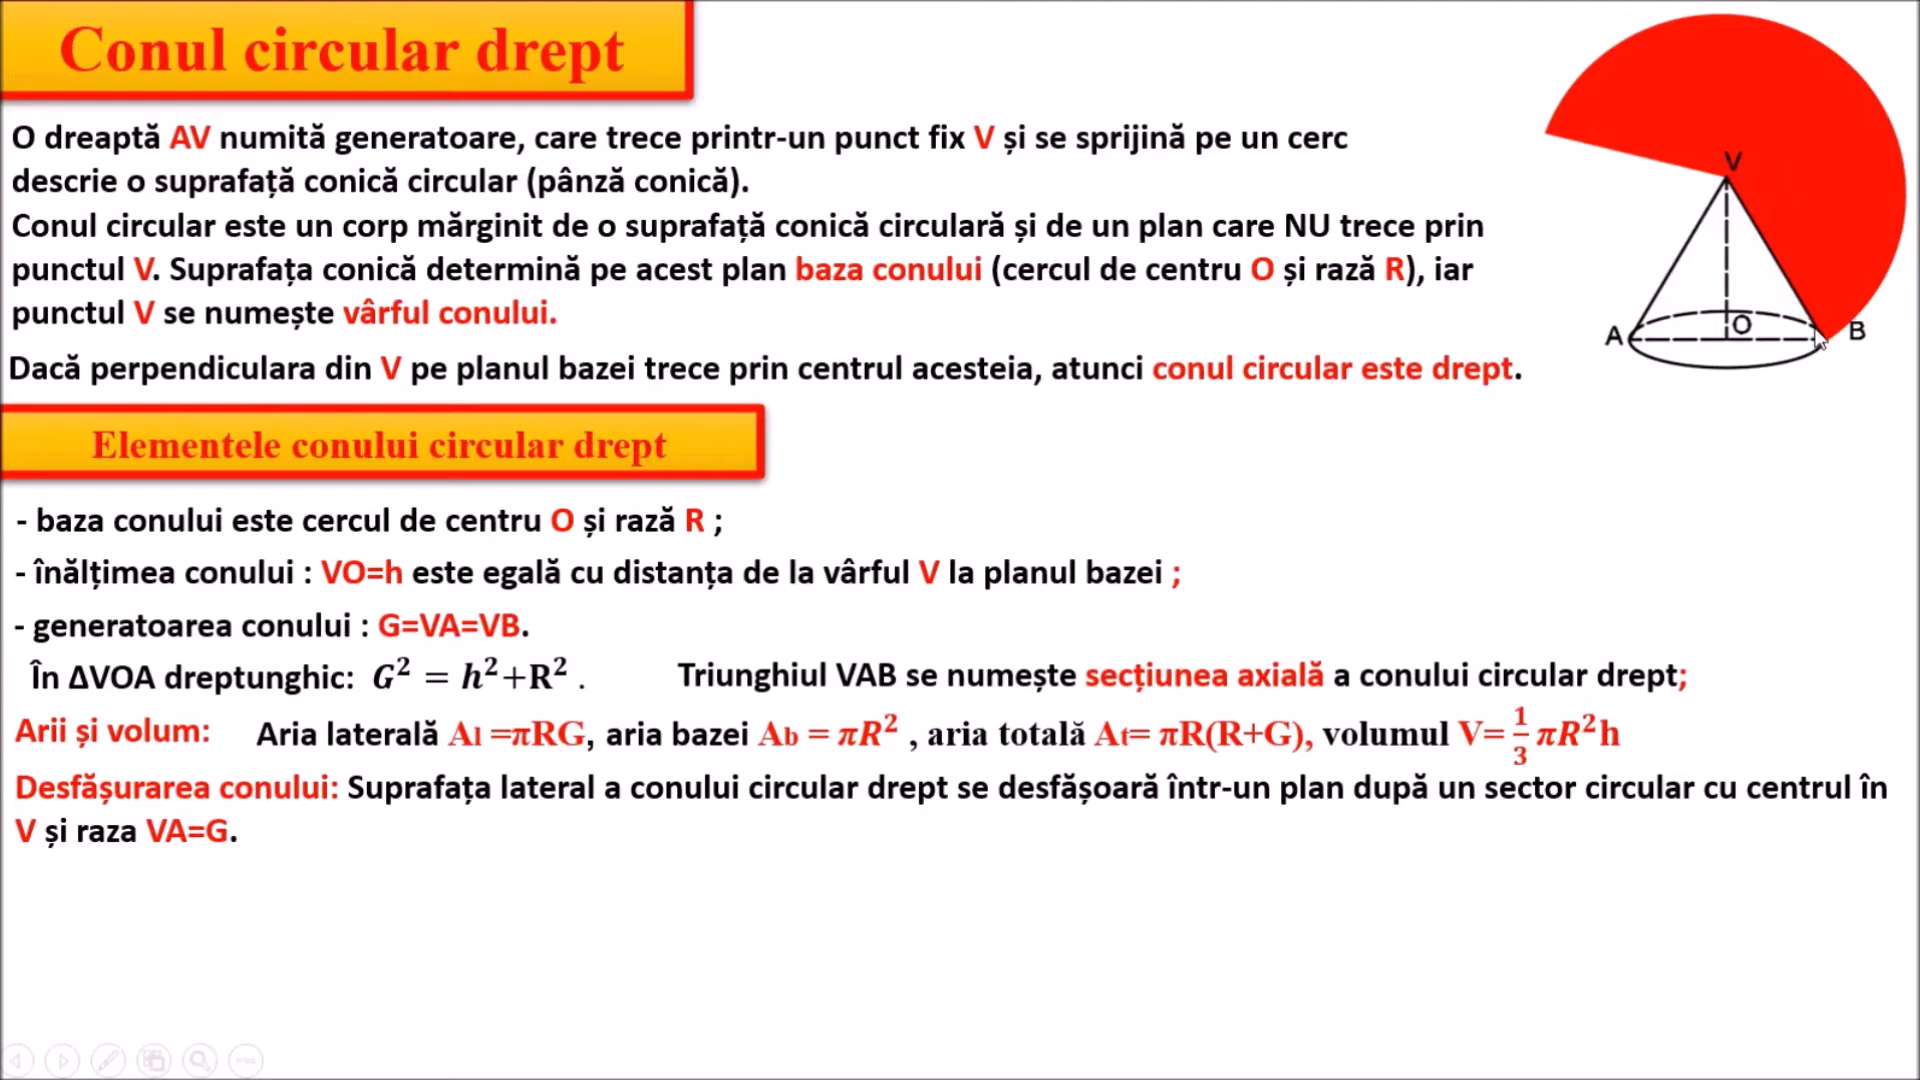 Conul circular drept
O dreaptă AV numită generatoare, care trece printr-un punct fix V și se sprijină pe un cerc
descrie o suprafață conică circular (pânză conică).
Conul circular este un corp mărginit de o suprafață conică circulară și de un plan care NU trece prin
punctul V. Suprafața conică determină pe acest plan baza conului (cercul de centru O și rază R), iar
punctul V se numește vârful conului.
Dacă perpendiculara din V pe planul bazei trece prin centrul acesteia, atunci conul circular este drept.
V
A
O
B
Elementele conului circular drept
- baza conului este cercul de centru O și rază R ;
- înălțimea conului : VO=h este egală cu distanța de la vârful V la planul bazei ;
- generatoarea conului : G=VA=VB.
În ΔVOA dreptunghic: G² = h²+R² . Triunghiul VAB se numește secțiunea axială a conului circular drept;
Arii și volum: Aria laterală Al =πRG, aria bazei Ab = πR² , aria totală At= πR(R+G), volumul V= 1/3 πR²h
Desfășurarea conului: Suprafața lateral a conului circular drept se desfășoară într-un plan după un sector circular cu centrul în
V și raza VA=G.